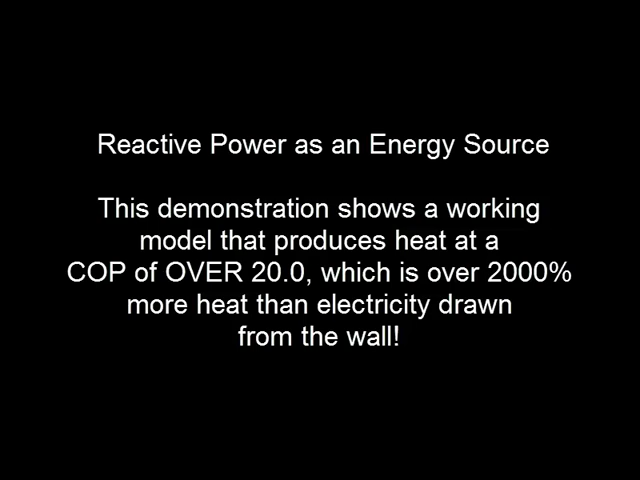 Reactive Power as an Energy Source
This demonstration shows a working
model that produces heat at a
COP of OVER 20.0, which is over 2000%
more heat than electricity drawn
from the wall!